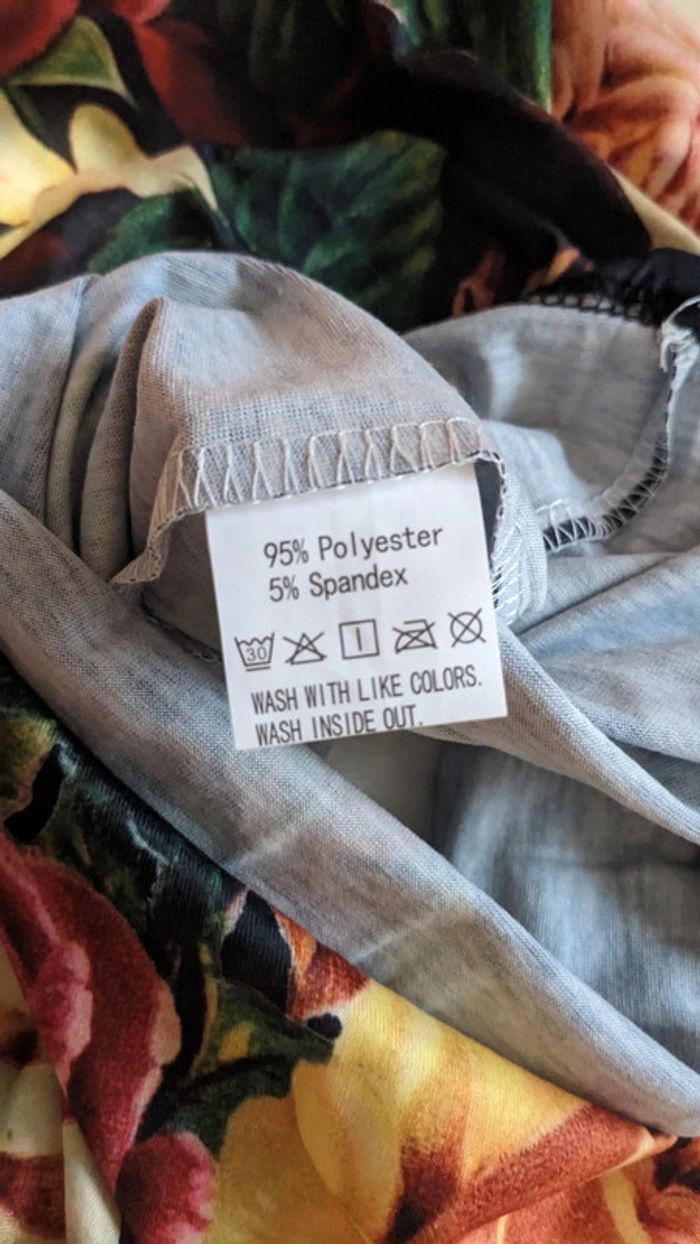 95% Polyester
5% Spandex
30
WASH WITH LIKE COLORS.
WASH INSIDE OUT.